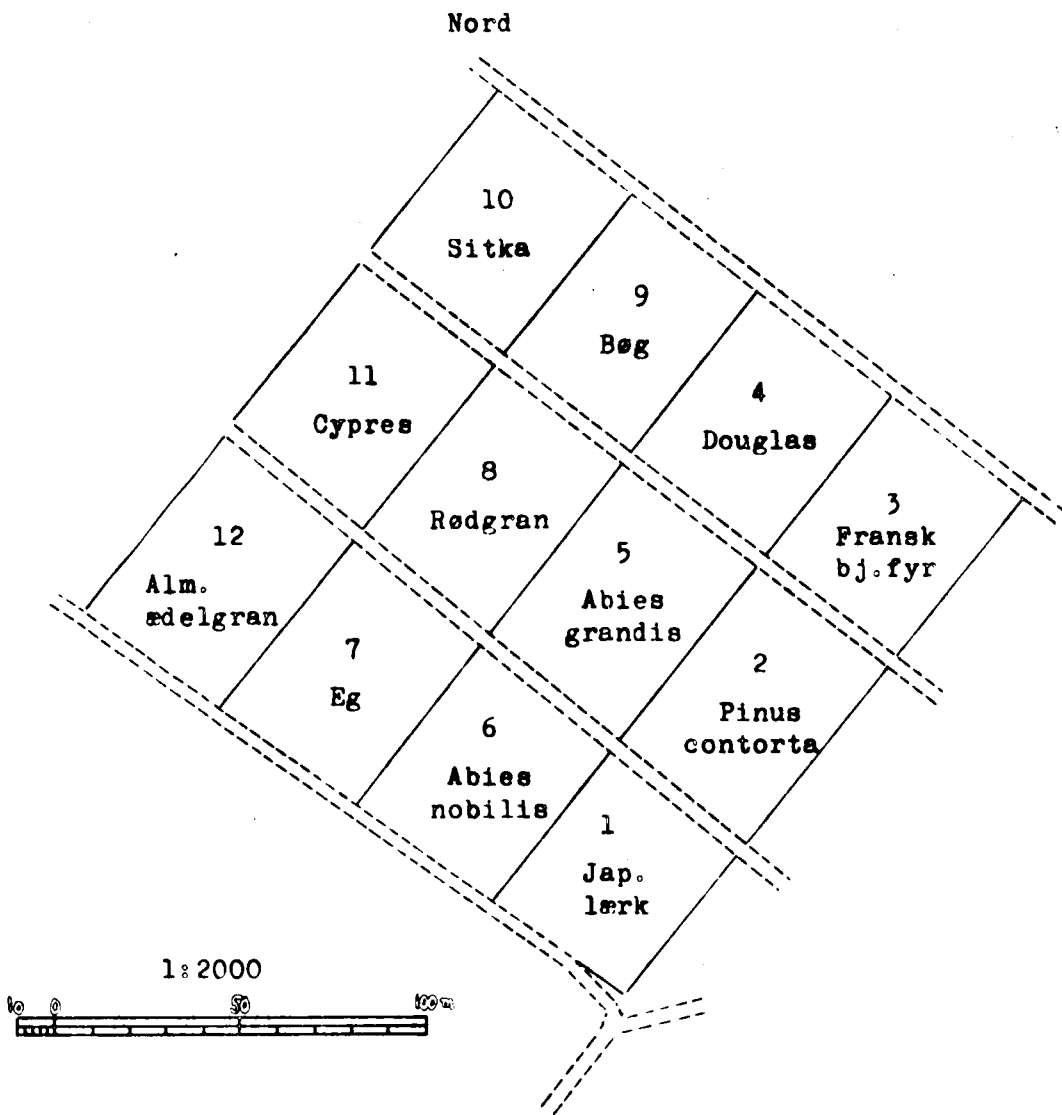 Nord
10
Sitka
9
Bøg
11
Cypres
4
Douglas
8
Rødgran
3
Fransk
bj.fyr
12
Alm.
ædelgran
5
Abies
grandis
7
Eg
2
Pinus
contorta
6
Abies
nobilis
1
Jap.
lærk
1:2000
10 0 50 100 m